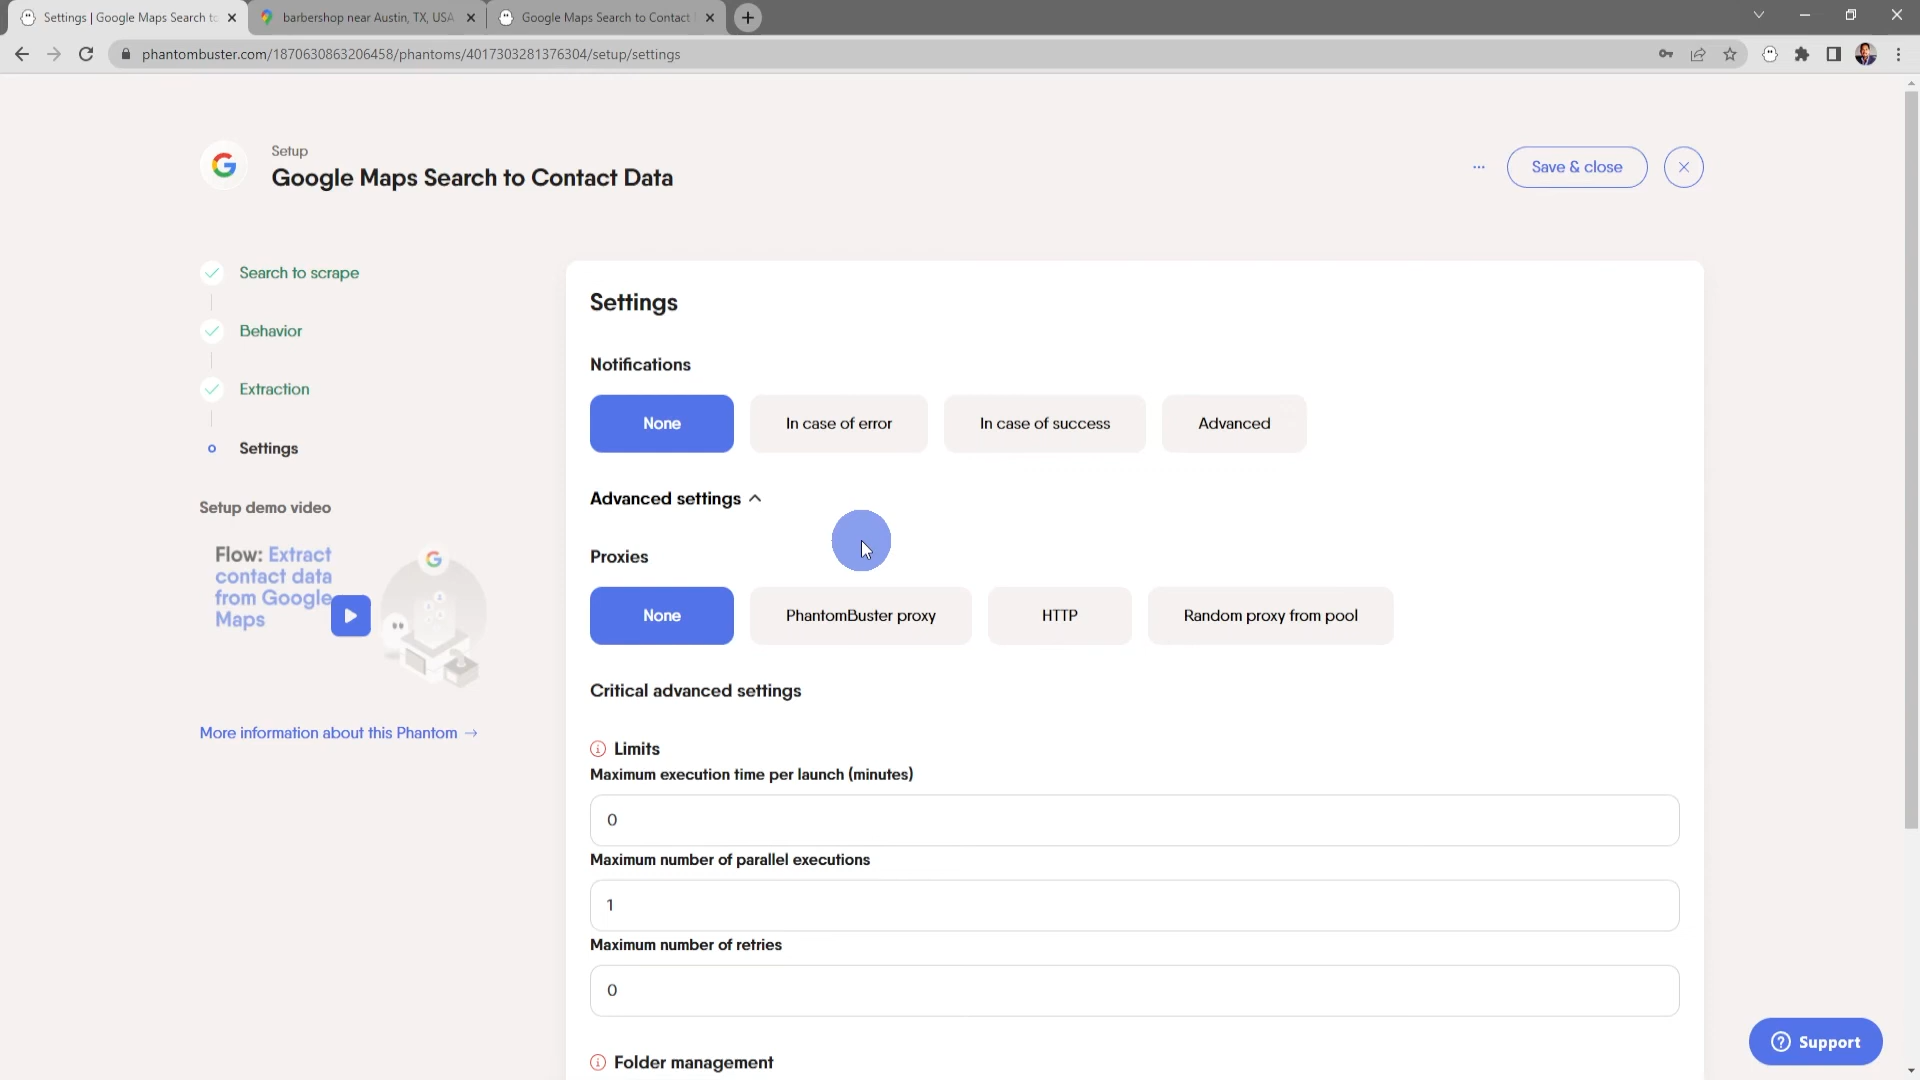 Settings | Google Maps Search to
barbershop near Austin, TX, USA
Google Maps Search to Contact
phantombuster.com/1870630863206458/phantoms/4017303281376304/setup/settings
Setup
Google Maps Search to Contact Data
...
Save & close
Search to scrape
Behavior
Extraction
Settings
Setup demo video
Flow: Extract
contact data
from Google
Maps
More information about this Phantom →
Settings
Notifications
None
In case of error
In case of success
Advanced
Advanced settings
Proxies
None
PhantomBuster proxy
HTTP
Random proxy from pool
Critical advanced settings
Limits
Maximum execution time per launch (minutes)
0
Maximum number of parallel executions
1
Maximum number of retries
0
Folder management
Support